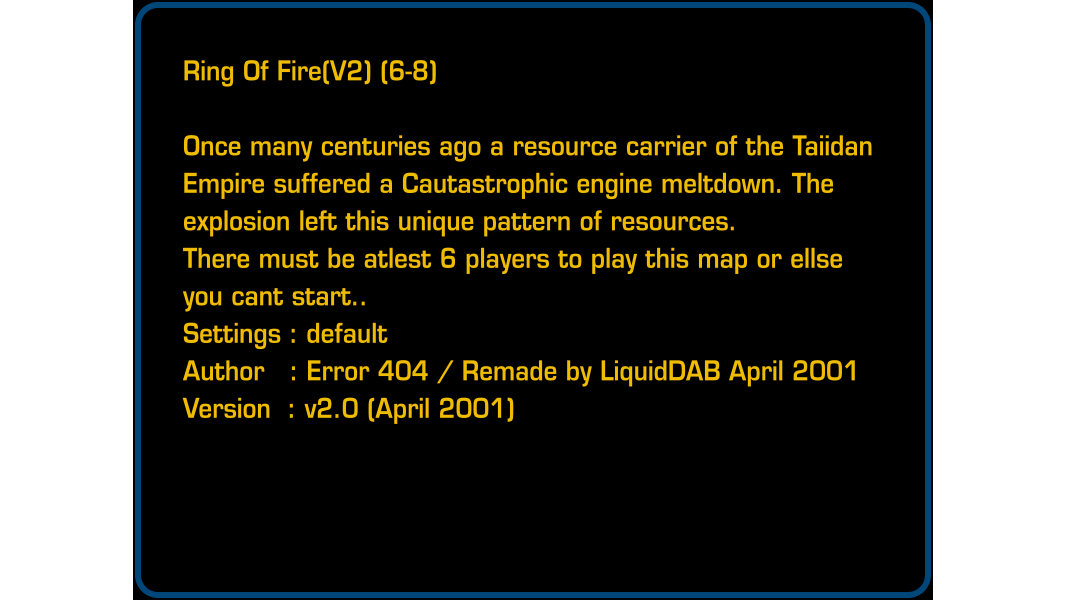 Ring Of Fire(V2) (6-8)
Once many centuries ago a resource carrier of the Taiidan
Empire suffered a Cautastrophic engine meltdown. The
explosion left this unique pattern of resources.
There must be atlest 6 players to play this map or ellse
you cant start..
Settings : default
Author   : Error 404 / Remade by LiquidDAB April 2001
Version  : v2.0 (April 2001)